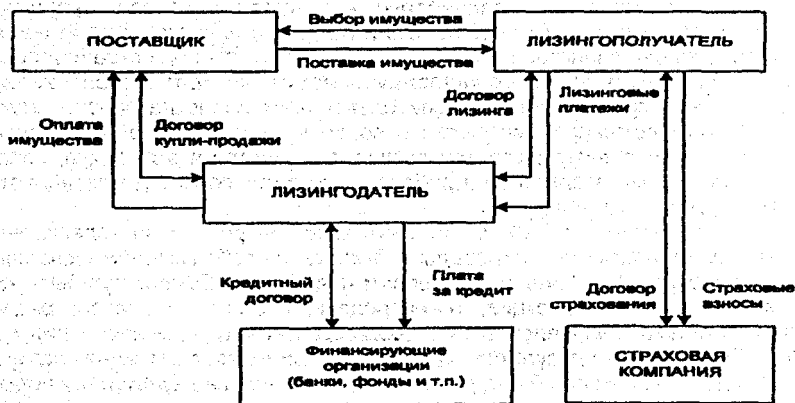 Выбор имущества
ПОСТАВЩИК
ЛИЗИНГОПОЛУЧАТЕЛЬ
Поставка имущества
Оплата
имущества
Договор
купли-продажи
Договор
лизинга
Лизинговые
платежи
ЛИЗИНГОДАТЕЛЬ
Кредитный
договор
Плата
за кредит
Договор
страхования
Страховые
взносы
Финансирующие
организации
(банки, фонды и т.п.)
СТРАХОВАЯ
КОМПАНИЯ